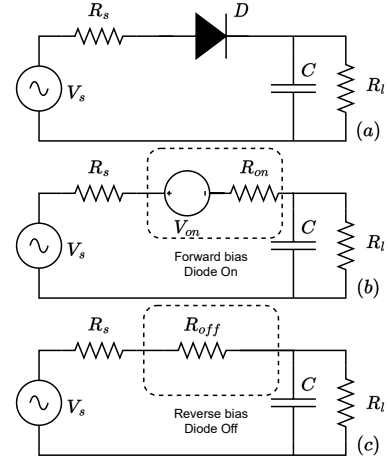 R_s
D
V_s
C
R_l
(a)
R_s
R_on
V_on
V_s
Forward bias
Diode On
C
R_l
(b)
R_s
R_off
V_s
Reverse bias
Diode Off
C
R_l
(c)